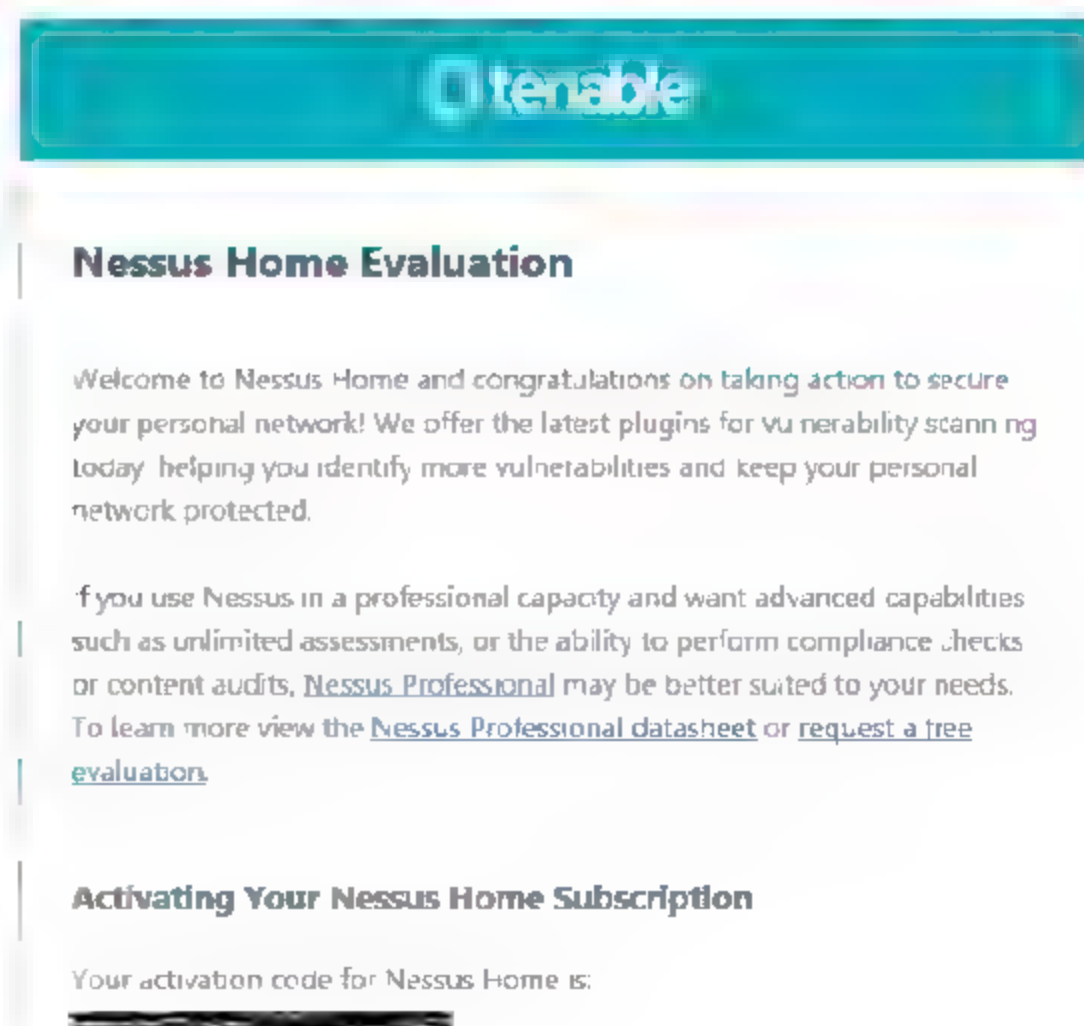 tenable
Nessus Home Evaluation
Welcome to Nessus Home and congratulations on taking action to secure
your personal network! We offer the latest plugins for vulnerability scanning
today helping you identify more vulnerabilities and keep your personal
network protected.
If you use Nessus in a professional capacity and want advanced capabilities
such as unlimited assessments, or the ability to perform compliance checks
or content audits, Nessus Professional may be better suited to your needs.
To learn more view the Nessus Professional datasheet or request a free
evaluation.
Activating Your Nessus Home Subscription
Your activation code for Nessus Home is: